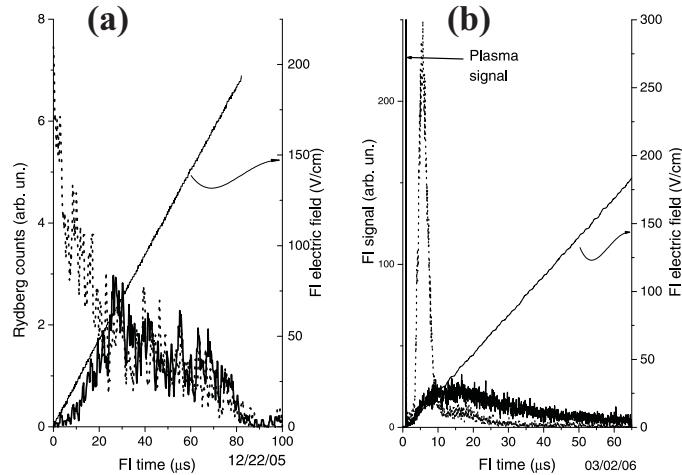 (a)
8
6
4
2
0
Rydberg counts (arb. un.)
200
150
100
50
0
FI electric field (V/cm)
0 20 40 60 80 100
FI time (μs)
12/22/05
(b)
Plasma
signal
200
100
0
FI signal (arb. un.)
300
250
200
150
100
50
0
FI electric field (V/cm)
0 10 20 30 40 50 60
FI time (μs)
03/02/06